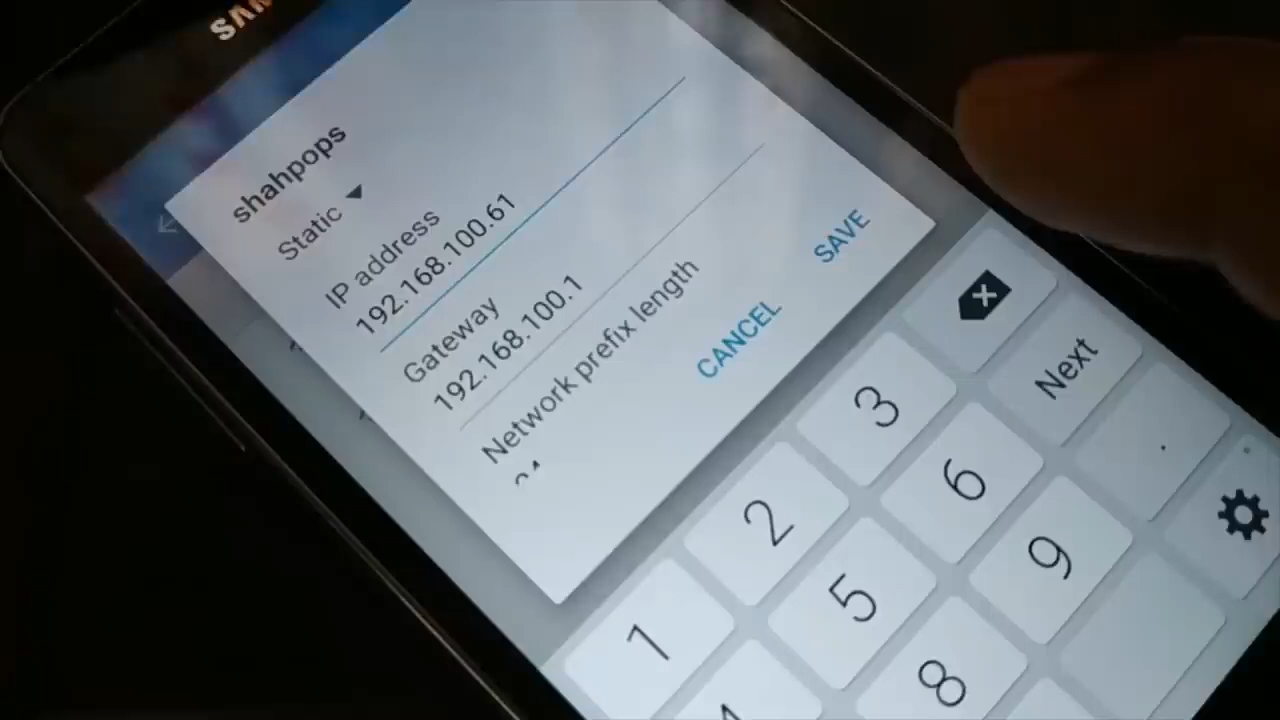 shahpops
Static
IP address
192.168.100.61
Gateway
192.168.100.1
Network prefix length
CANCEL
SAVE
Next
1
2
3
5
6
8
9
.